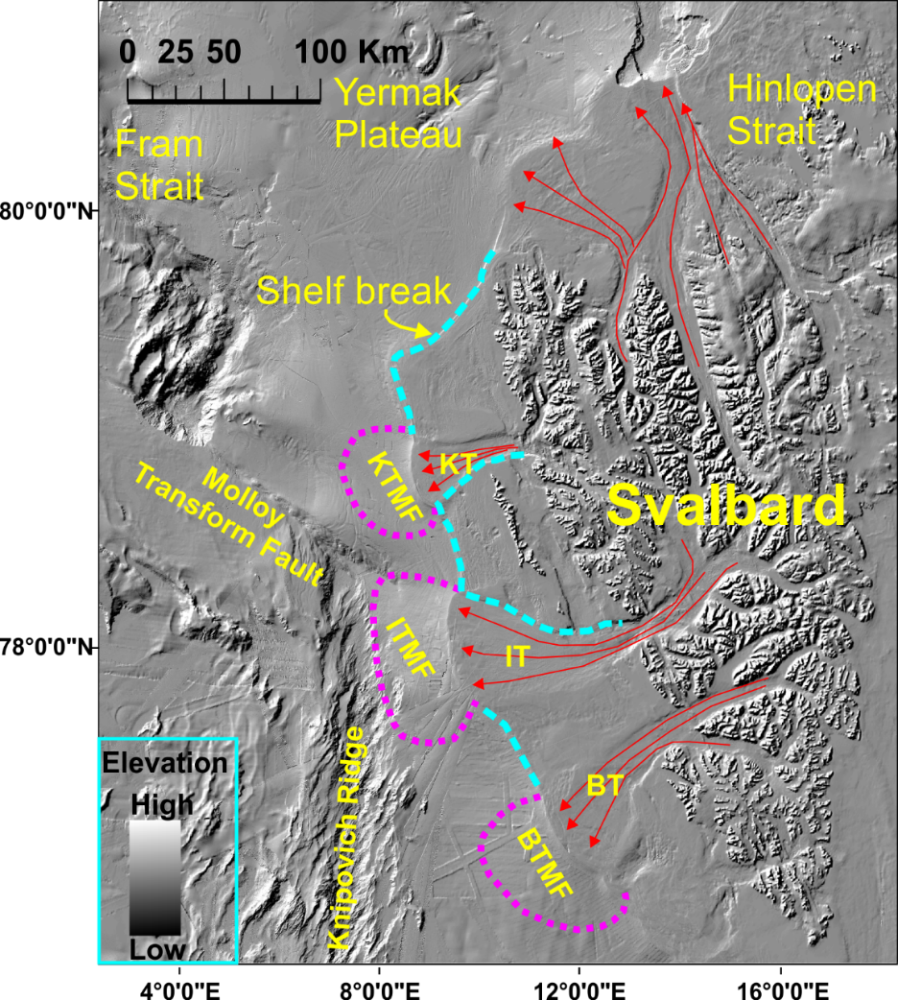 0 25 50 100 Km
Yermak
Plateau
Hinlopen
Strait
Fram
Strait
80°0'0"N
Shelf break
KT
KTMF
Molloy
Transform Fault
Svalbard
78°0'0"N
ITMF
IT
Knipovich Ridge
BT
BTMF
Elevation
High
Low
4°0'0"E
8°0'0"E
12°0'0"E
16°0'0"E